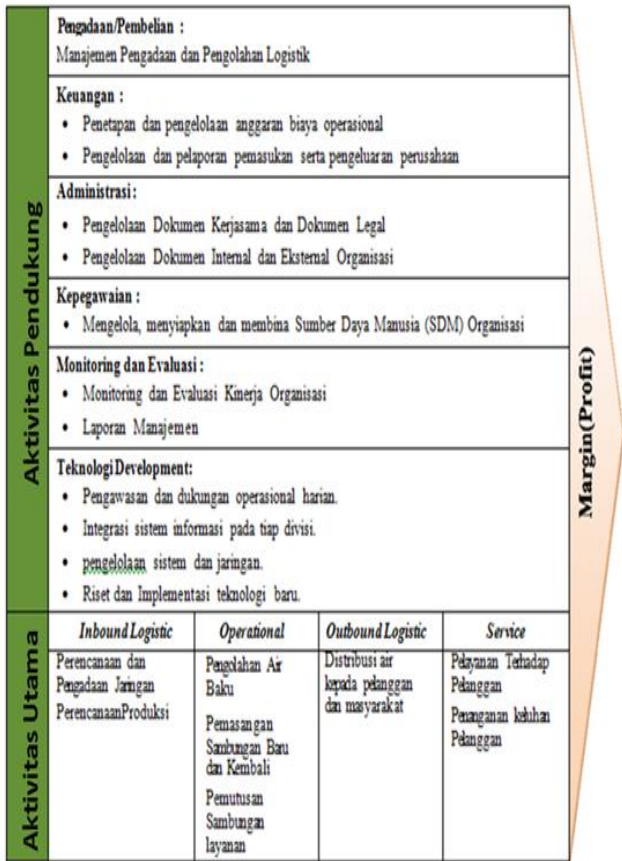 Aktivitas Pendukung
Pengadaan/Pembelian :
Manajemen Pengadaan dan Pengolahan Logistik
Keuangan :
• Penetapan dan pengelolaan anggaran biaya operasional
• Pengelolaan dan pelaporan pemasukan serta pengeluaran perusahaan
Administrasi :
• Pengelolaan Dokumen Kerjasama dan Dokumen Legal
• Pengelolaan Dokumen Internal dan Eksternal Organisasi
Kepegawaian :
• Mengelola, menyiapkan dan membina Sumber Daya Manusia (SDM) Organisasi
Monitoring dan Evaluasi :
• Monitoring dan Evaluasi Kinerja Organisasi
• Laporan Manajemen
Teknologi Development:
• Pengawasan dan dukungan operasional harian.
• Integrasi sistem informasi pada tiap divisi.
• pengelolaan sistem dan jaringan.
• Riset dan Implementasi teknologi baru.
Aktivitas Utama
Inbound Logistic
Perencanaan dan
Pengadaan Jaringan
PerencanaanProduksi
Operational
Pengolahan Air
Baku
Pemasangan
Sambungan Baru
dan Kembali
Pemutusan
Sambungan
layanan
Outbound Logistic
Distribusi air
kepada pelanggan
dan masyarakat
Service
Pelayanan Terhadap
Pelanggan
Penanganan keluhan
Pelanggan
Margin(Profit)